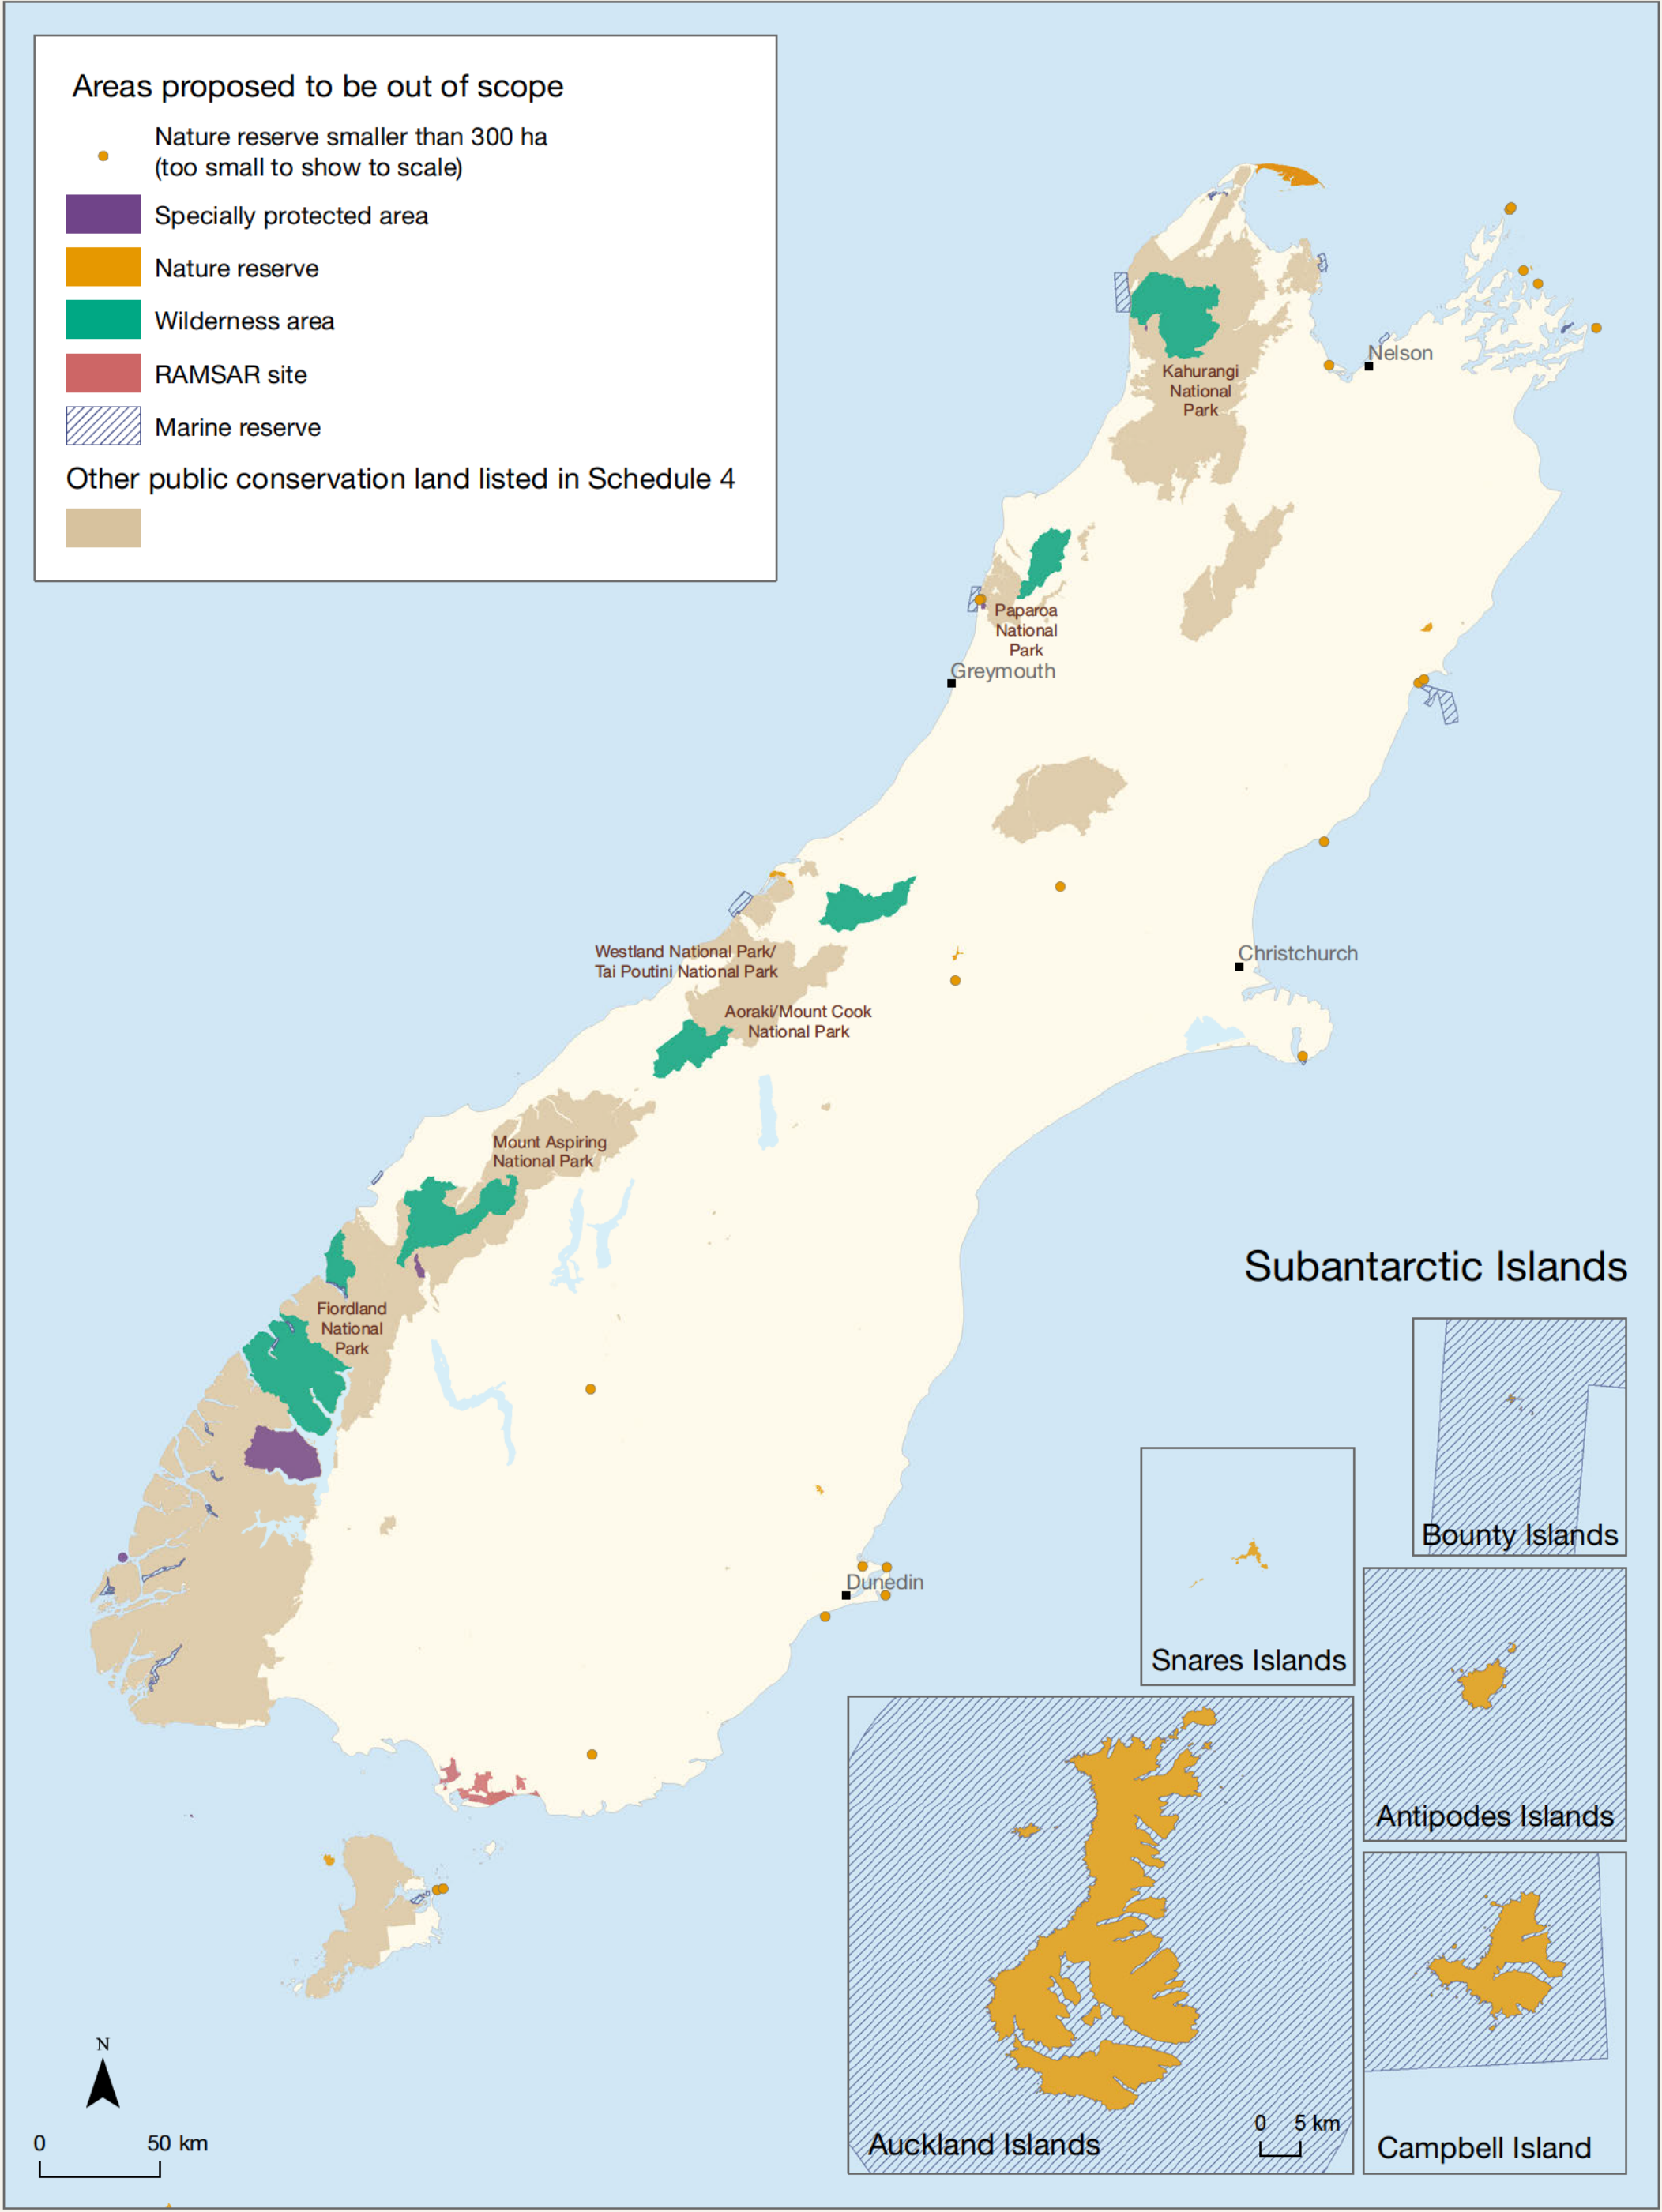 Areas proposed to be out of scope
Nature reserve smaller than 300 ha
(too small to show to scale)
Specially protected area
Nature reserve
Wilderness area
RAMSAR site
Marine reserve
Other public conservation land listed in Schedule 4
Nelson
Kahurangi
National
Park
Paparoa
National
Park
Greymouth
Westland National Park/
Tai Poutini National Park
Christchurch
Aoraki/Mount Cook
National Park
Mount Aspiring
National Park
Subantarctic Islands
Fiordland
National
Park
Bounty Islands
Dunedin
Snares Islands
Antipodes Islands
N
0 50 km
Auckland Islands
0 5 km
Campbell Island